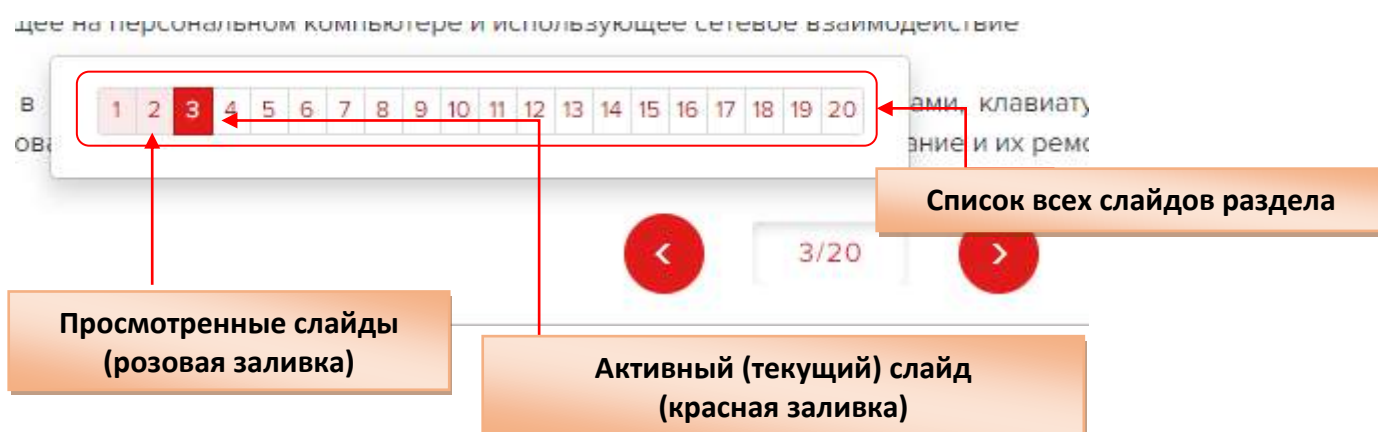 щее на персональном компьютере и использующее сетевое взаимодействие
в
1 2 3 4 5 6 7 8 9 10 11 12 13 14 15 16 17 18 19 20
ами, клавиату
ова
ание и их ремо
Список всех слайдов раздела
< 3/20 >
Просмотренные слайды
(розовая заливка)
Активный (текущий) слайд
(красная заливка)